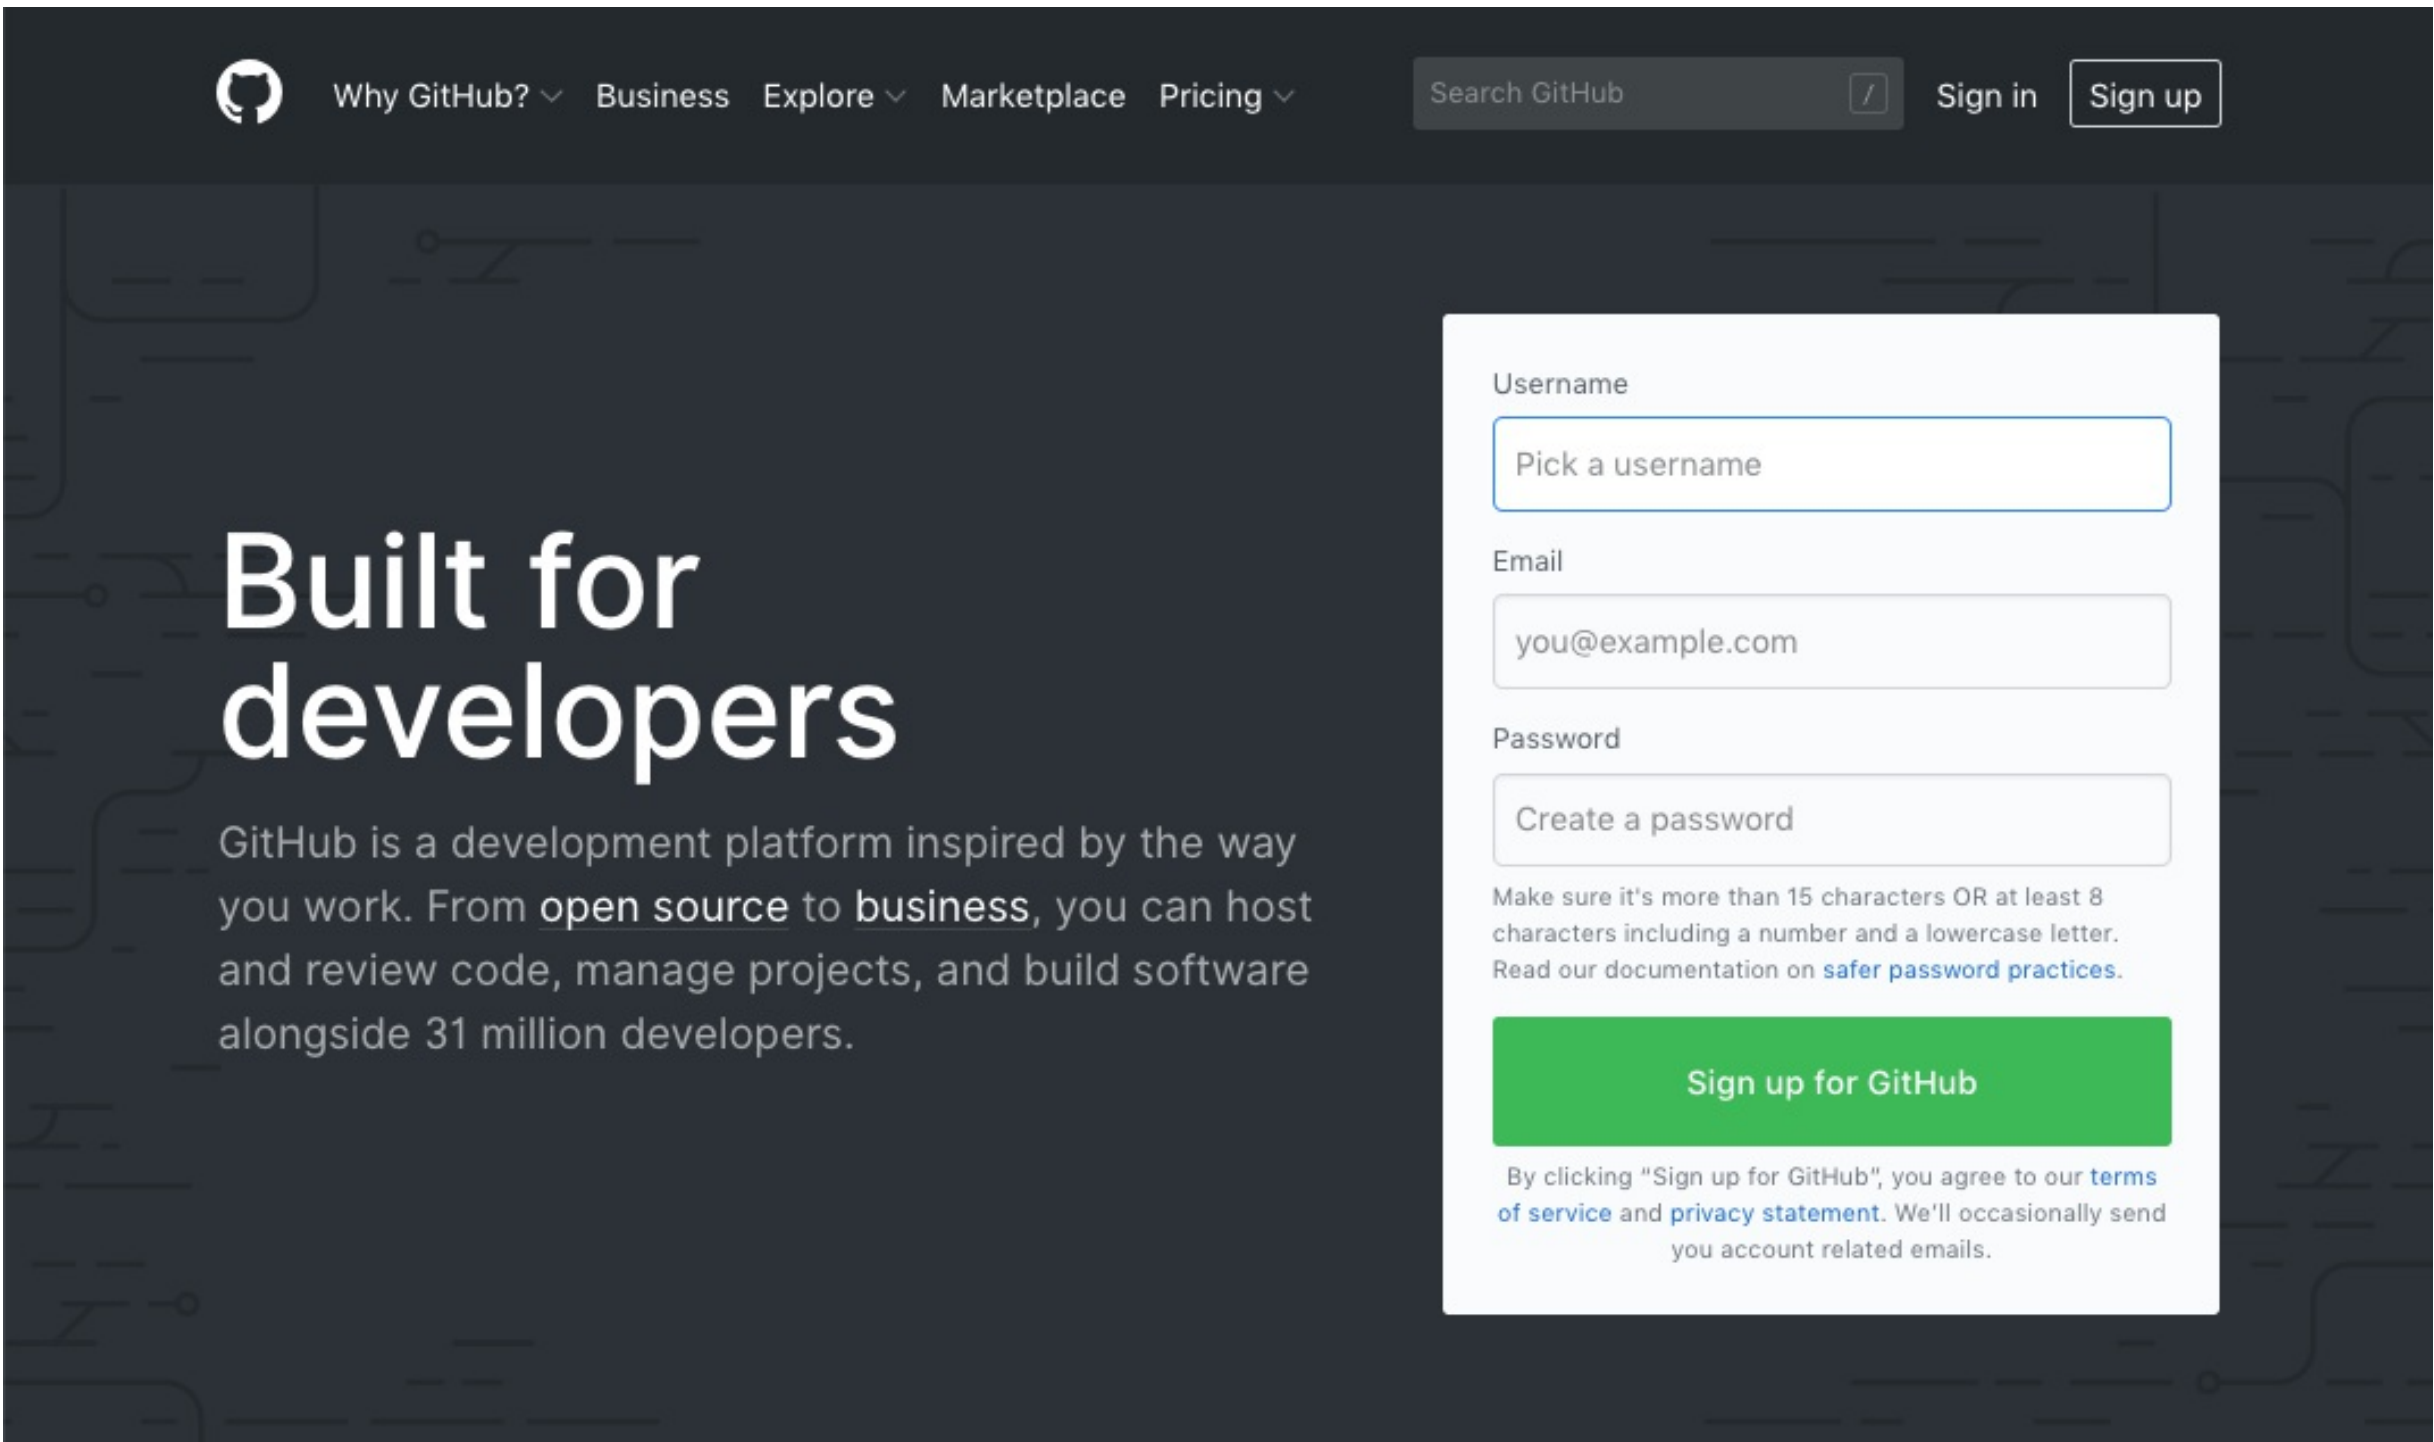 Why GitHub? Business Explore Marketplace Pricing Search GitHub / Sign in Sign up
Built for
developers
GitHub is a development platform inspired by the way
you work. From open source to business, you can host
and review code, manage projects, and build software
alongside 31 million developers.
Username
Pick a username
Email
you@example.com
Password
Create a password
Make sure it's more than 15 characters OR at least 8
characters including a number and a lowercase letter.
Read our documentation on safer password practices.
Sign up for GitHub
By clicking “Sign up for GitHub”, you agree to our terms
of service and privacy statement. We’ll occasionally send
you account related emails.